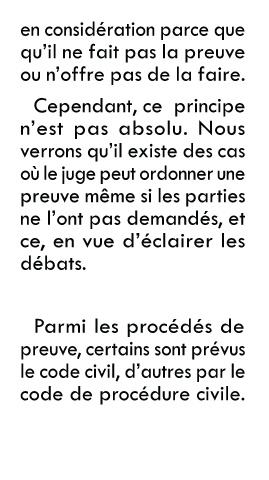 en considération parce que
qu'il ne fait pas la preuve
ou n'offre pas de la faire.
Cependant, ce principe
n'est pas absolu. Nous
verrons qu'il existe des cas
où le juge peut ordonner une
preuve même si les parties
ne l'ont pas demandés, et
ce, en vue d'éclairer les
débats.
Parmi les procédés de
preuve, certains sont prévus
le code civil, d'autres par le
code de procédure civile.